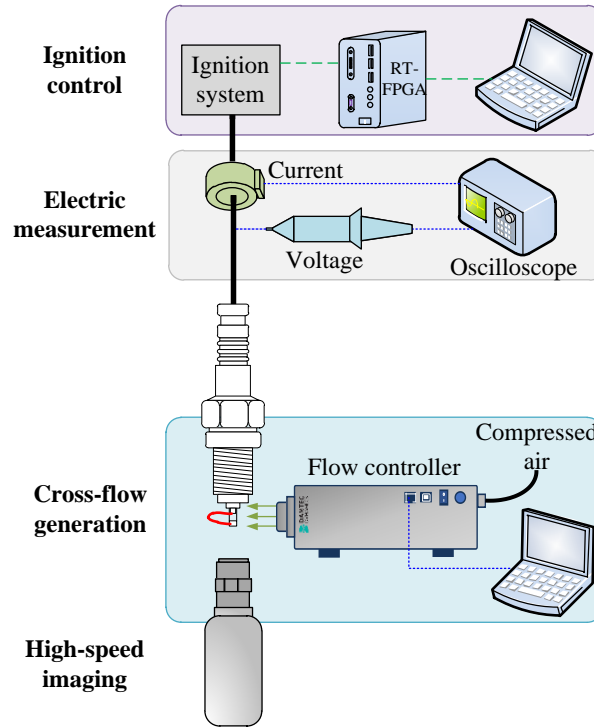 Ignition
control
Ignition
system
RT-
FPGA
Electric
measurement
Current
Voltage
Oscilloscope
Cross-flow
generation
Compressed
air
Flow controller
DANTEC
High-speed
imaging